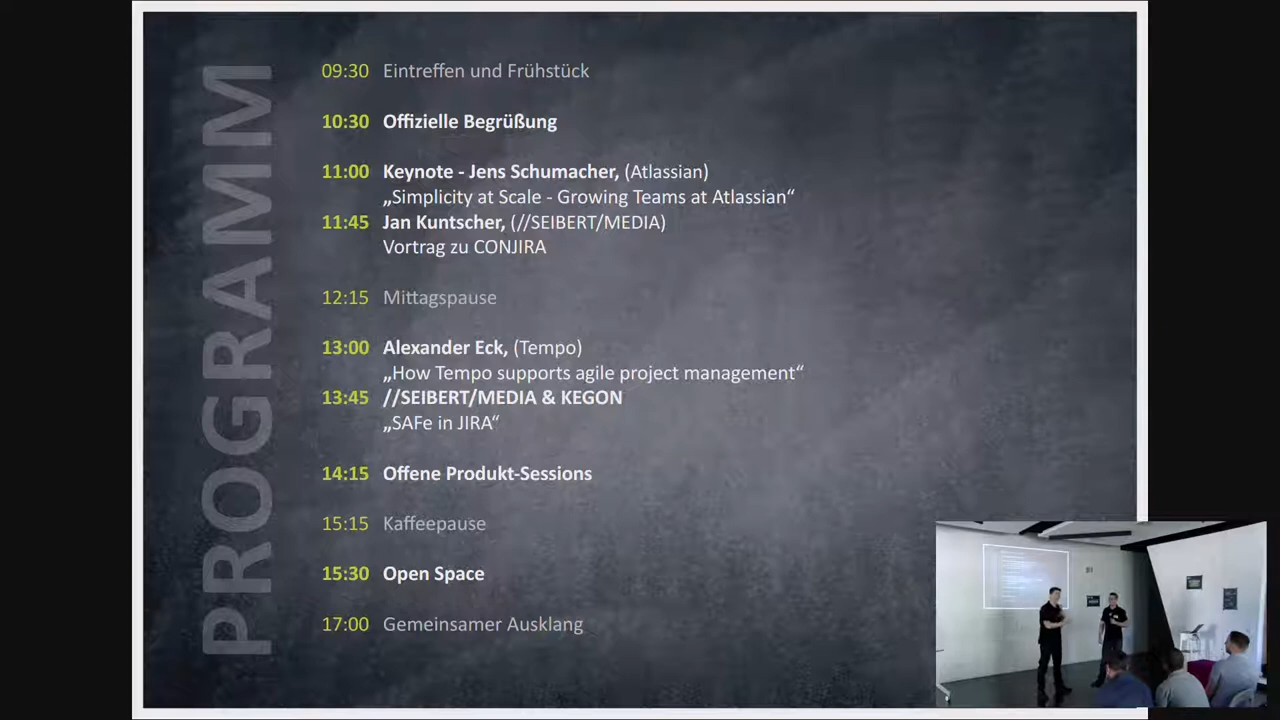 PROGRAMM
09:30 Eintreffen und Frühstück
10:30 Offizielle Begrüßung
11:00 Keynote - Jens Schumacher, (Atlassian)
„Simplicity at Scale - Growing Teams at Atlassian“
11:45 Jan Kuntscher, (//SEIBERT/MEDIA)
Vortrag zu CONJIRA
12:15 Mittagspause
13:00 Alexander Eck, (Tempo)
„How Tempo supports agile project management“
13:45 //SEIBERT/MEDIA & KEGON
„SAFe in JIRA“
14:15 Offene Produkt-Sessions
15:15 Kaffeepause
15:30 Open Space
17:00 Gemeinsamer Ausklang